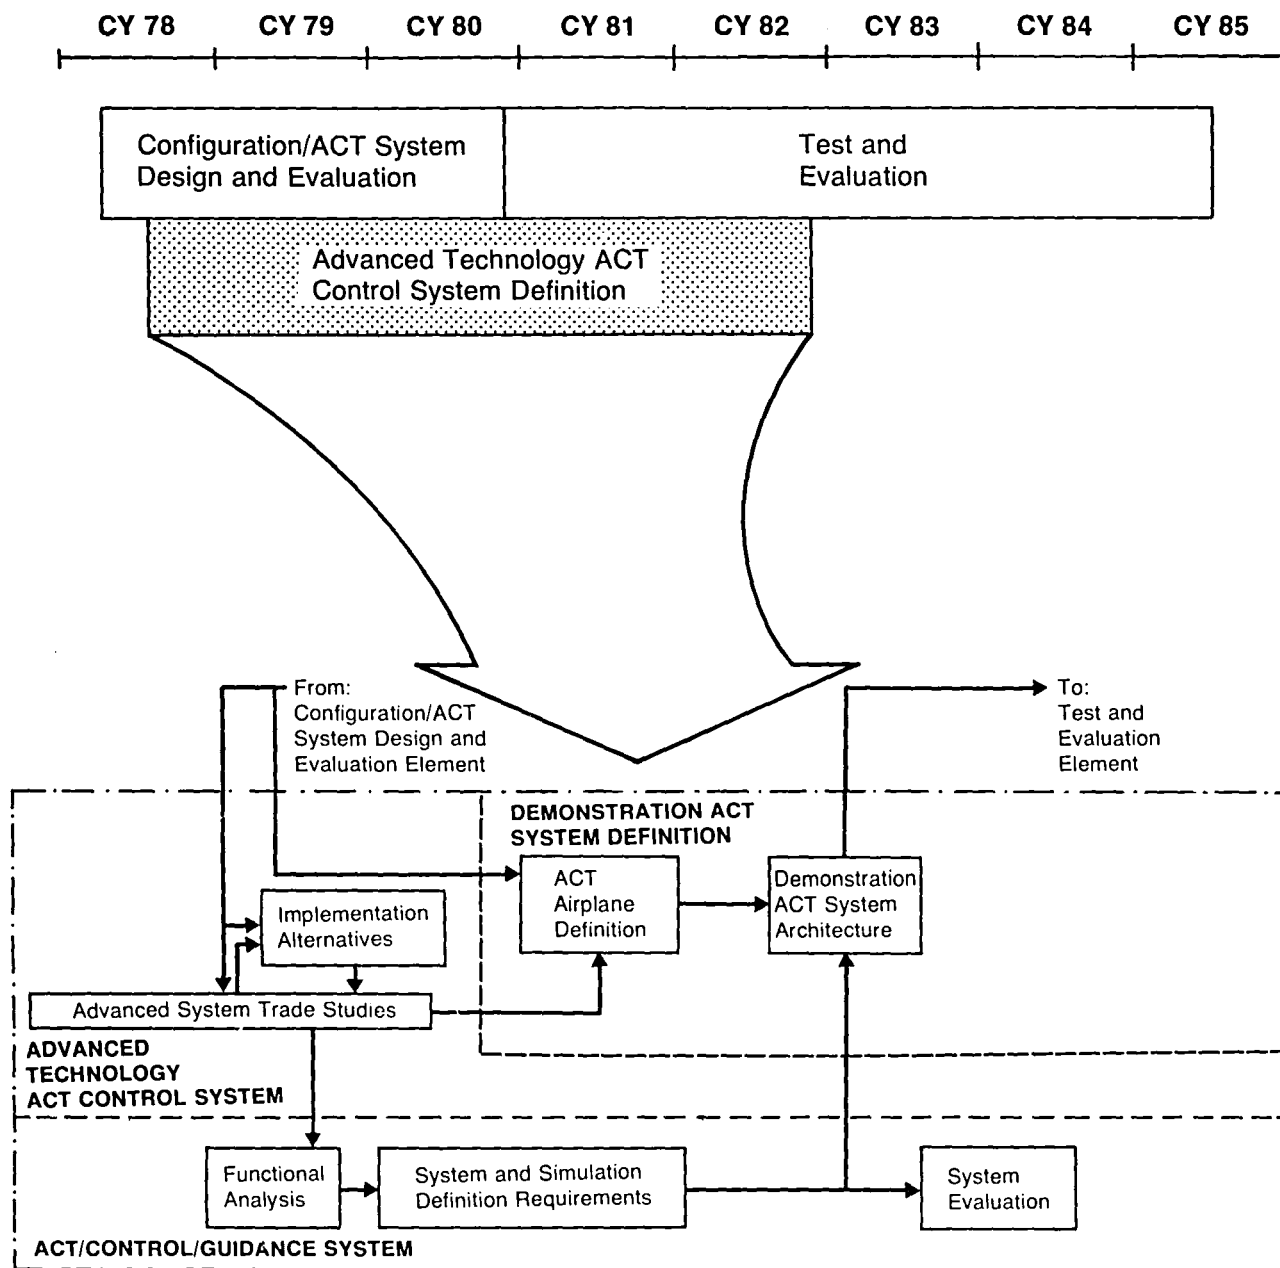 CY 78 CY 79 CY 80 CY 81 CY 82 CY 83 CY 84 CY 85
Configuration/ACT System
Design and Evaluation
Test and
Evaluation
Advanced Technology ACT
Control System Definition
From:
Configuration/ACT
System Design and
Evaluation Element
To:
Test and
Evaluation
Element
DEMONSTRATION ACT
SYSTEM DEFINITION
ACT
Airplane
Definition
Demonstration
ACT System
Architecture
Implementation
Alternatives
Advanced System Trade Studies
ADVANCED
TECHNOLOGY
ACT CONTROL SYSTEM
Functional
Analysis
System and Simulation
Definition Requirements
System
Evaluation
ACT/CONTROL/GUIDANCE SYSTEM